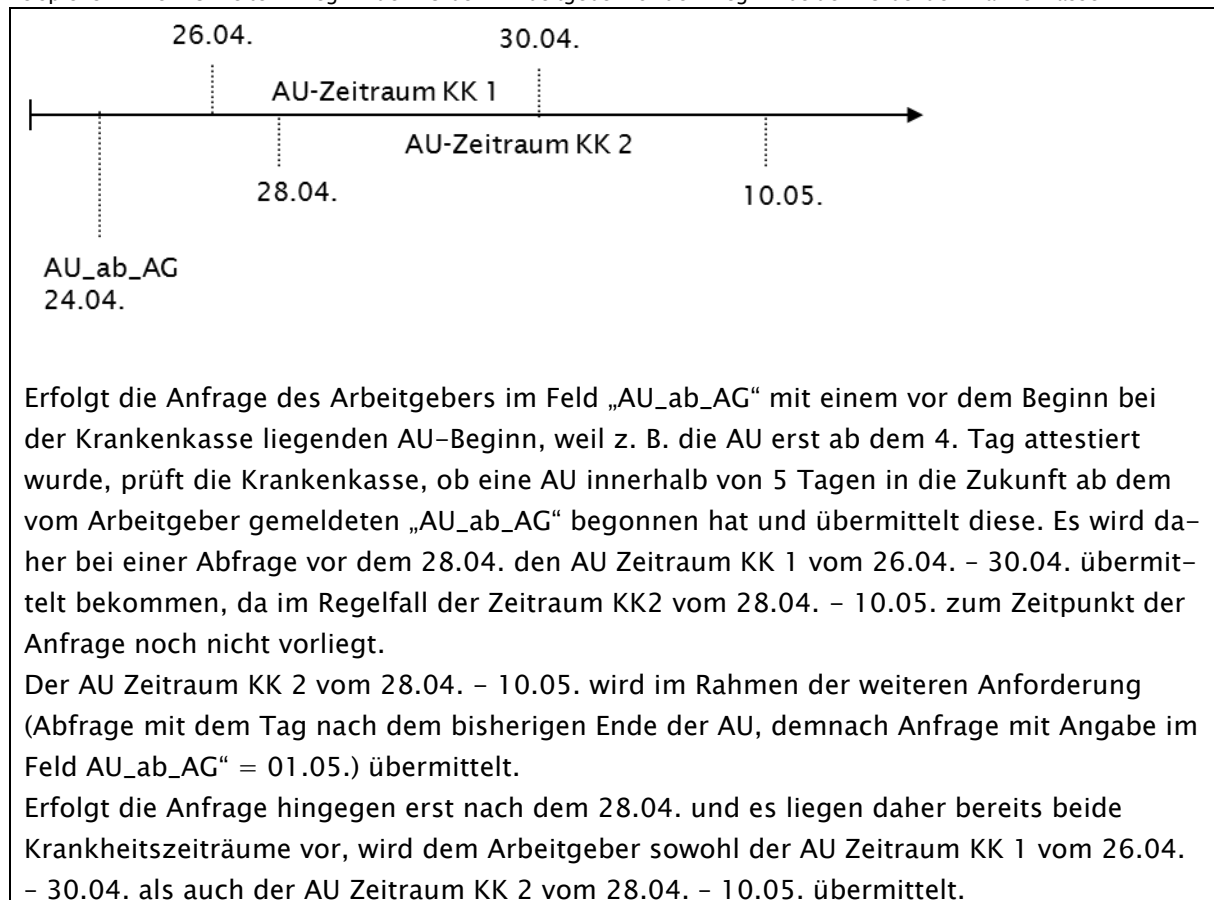 26.04.
30.04.
AU-Zeitraum KK 1
AU-Zeitraum KK 2
28.04.
10.05.
AU_ab_AG
24.04.
Erfolgt die Anfrage des Arbeitgebers im Feld „AU_ab_AG“ mit einem vor dem Beginn bei
der Krankenkasse liegenden AU-Beginn, weil z. B. die AU erst ab dem 4. Tag attestiert
wurde, prüft die Krankenkasse, ob eine AU innerhalb von 5 Tagen in die Zukunft ab dem
vom Arbeitgeber gemeldeten „AU_ab_AG“ begonnen hat und übermittelt diese. Es wird da-
her bei einer Abfrage vor dem 28.04. den AU Zeitraum KK 1 vom 26.04. – 30.04. übermit-
telt bekommen, da im Regelfall der Zeitraum KK2 vom 28.04. – 10.05. zum Zeitpunkt der
Anfrage noch nicht vorliegt.
Der AU Zeitraum KK 2 vom 28.04. – 10.05. wird im Rahmen der weiteren Anforderung
(Abfrage mit dem Tag nach dem bisherigen Ende der AU, demnach Anfrage mit Angabe im
Feld AU_ab_AG“ = 01.05.) übermittelt.
Erfolgt die Anfrage hingegen erst nach dem 28.04. und es liegen daher bereits beide
Krankheitszeiträume vor, wird dem Arbeitgeber sowohl der AU Zeitraum KK 1 vom 26.04.
– 30.04. als auch der AU Zeitraum KK 2 vom 28.04. – 10.05. übermittelt.